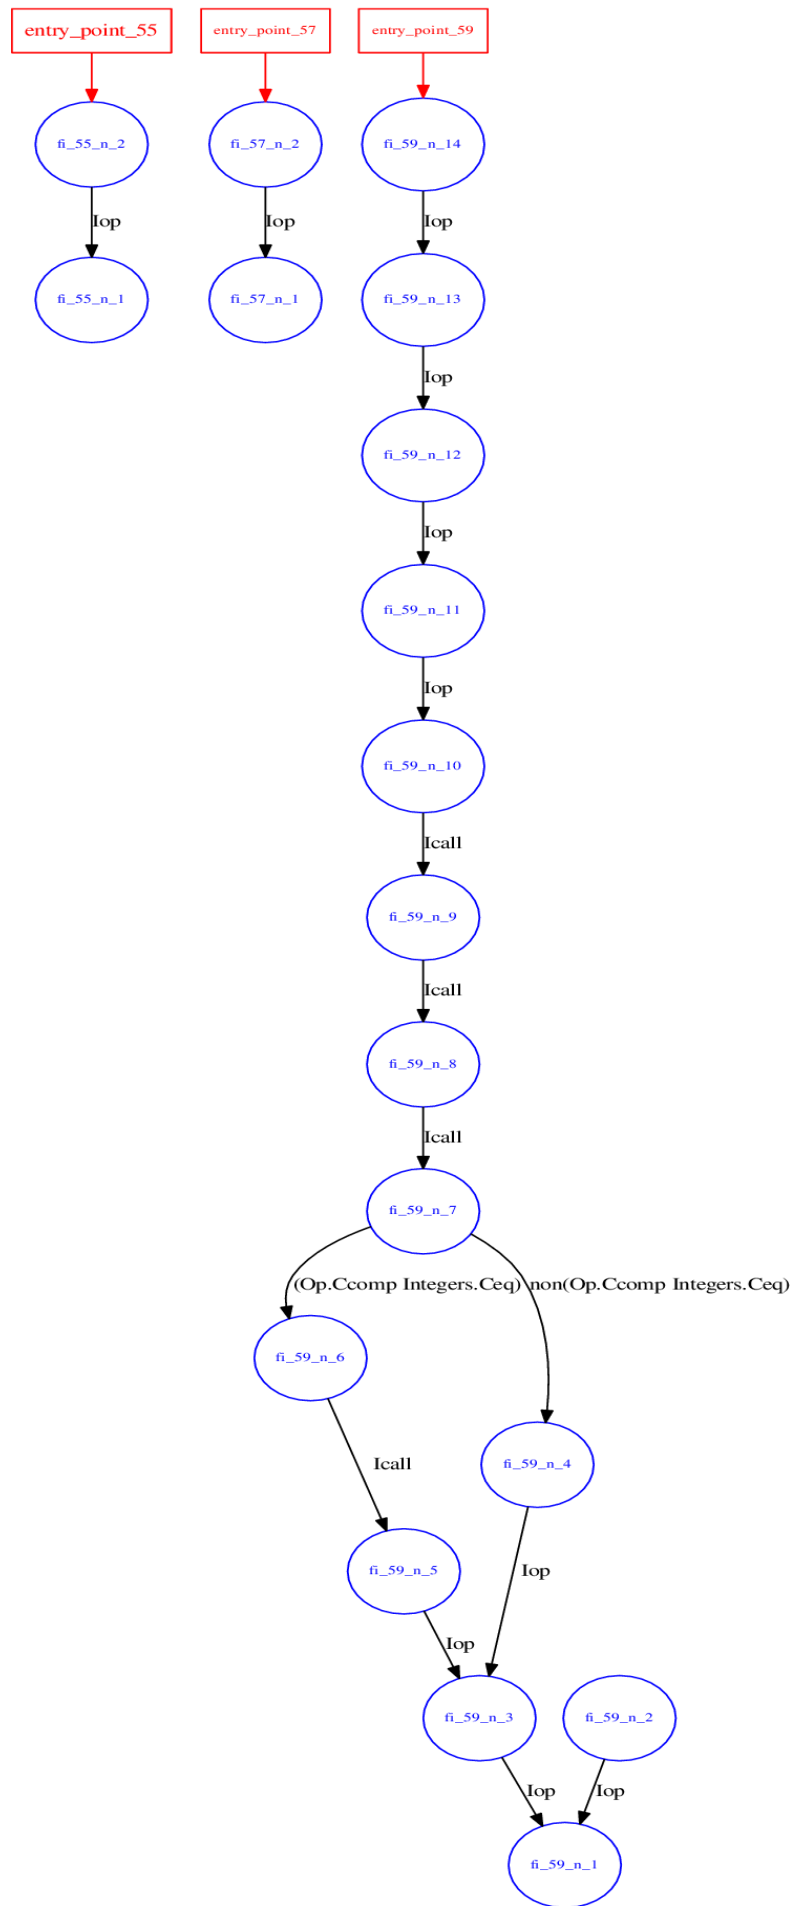 entry_point_55
entry_point_57
entry_point_59
fi_55_n_2
fi_57_n_2
fi_59_n_14
Iop
Iop
Iop
fi_55_n_1
fi_57_n_1
fi_59_n_13
Iop
fi_59_n_12
Iop
fi_59_n_11
Iop
fi_59_n_10
Icall
fi_59_n_9
Icall
fi_59_n_8
Icall
fi_59_n_7
(Op.Ccomp Integers.Ceq)
non(Op.Ccomp Integers.Ceq)
fi_59_n_6
Icall
fi_59_n_4
fi_59_n_5
Iop
Iop
fi_59_n_3
fi_59_n_2
Iop
Iop
fi_59_n_1